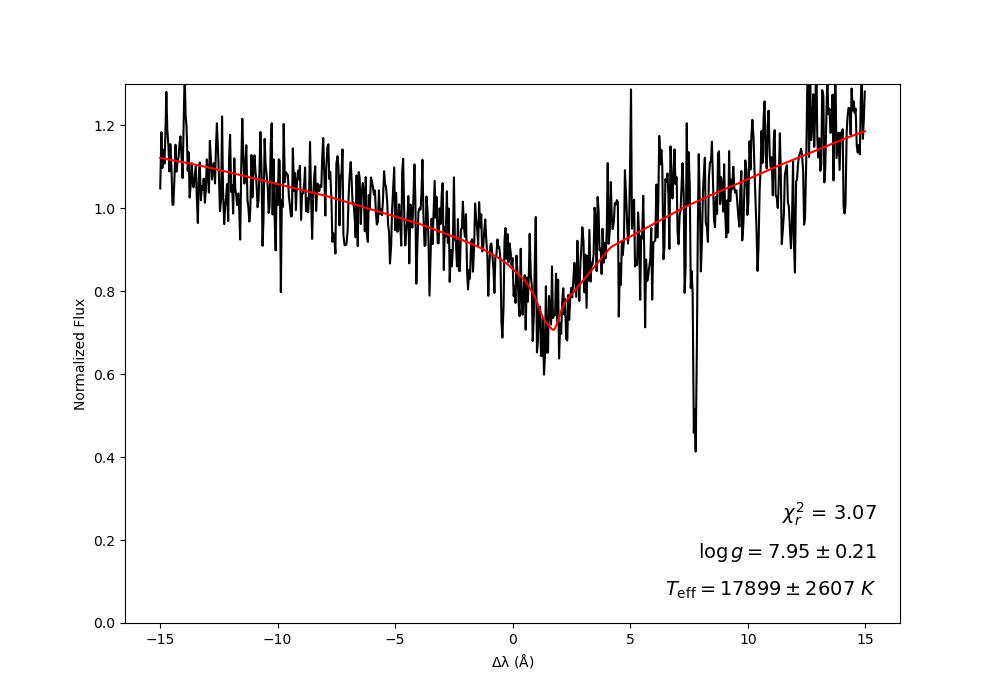 Normalized Flux
1.2
1.0
0.8
0.6
0.4
0.2
0.0
χ²ᵣ = 3.07
log g = 7.95 ± 0.21
T_eff = 17899 ± 2607 K
−15 −10 −5 0 5 10 15
Δλ (Å)